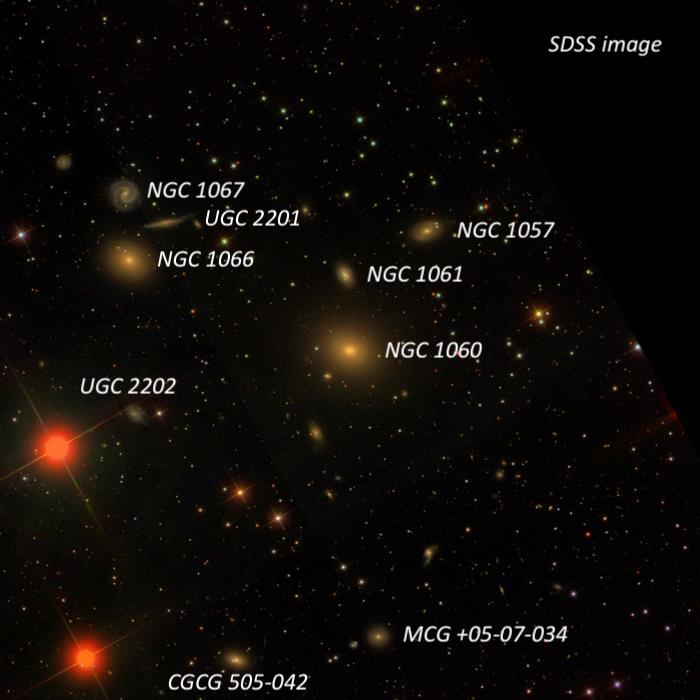 SDSS image
NGC 1067
UGC 2201
NGC 1057
NGC 1066
NGC 1061
NGC 1060
UGC 2202
MCG +05-07-034
CGCG 505-042